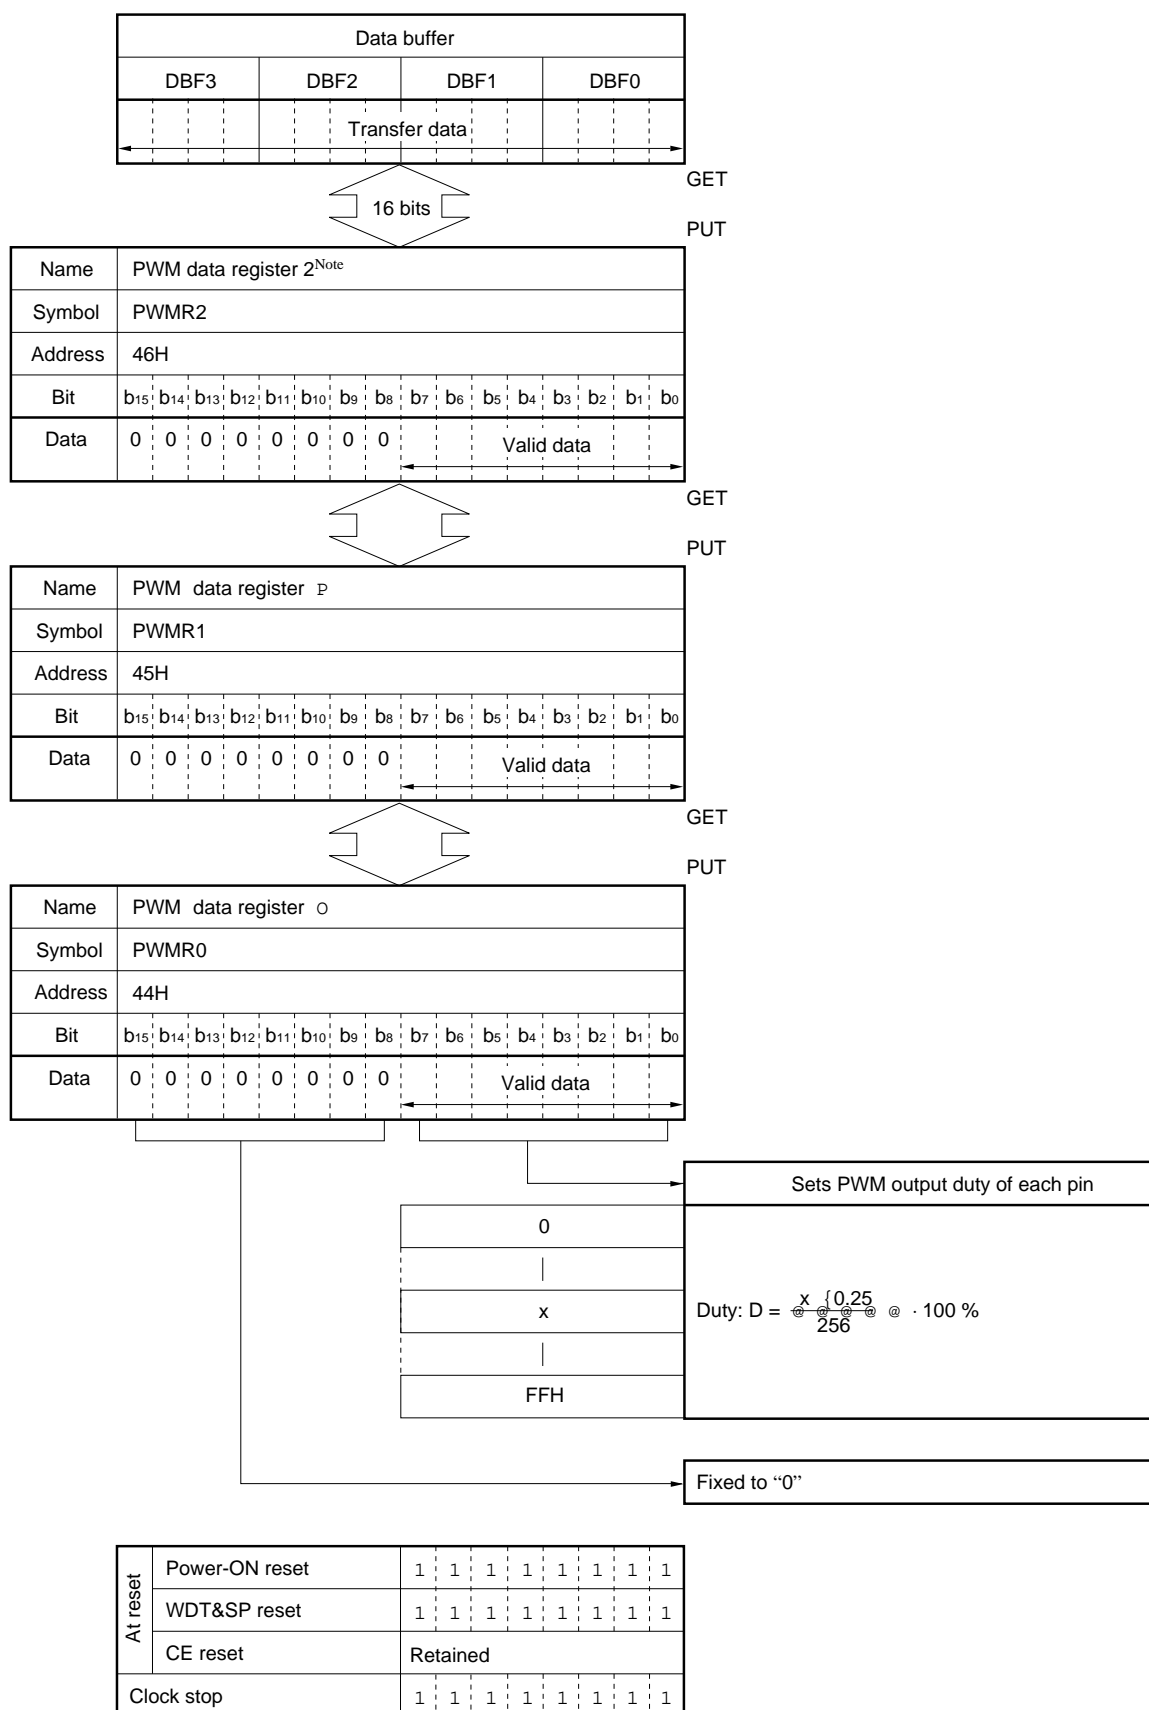 Data buffer
DBF3 DBF2 DBF1 DBF0
Transfer data
GET
16 bits
PUT
Name PWM data register 2Note
Symbol PWMR2
Address 46H
Bit b15 b14 b13 b12 b11 b10 b9 b8 b7 b6 b5 b4 b3 b2 b1 b0
Data 0 0 0 0 0 0 0 0 Valid data
GET
PUT
Name PWM data register P
Symbol PWMR1
Address 45H
Bit b15 b14 b13 b12 b11 b10 b9 b8 b7 b6 b5 b4 b3 b2 b1 b0
Data 0 0 0 0 0 0 0 0 Valid data
GET
PUT
Name PWM data register O
Symbol PWMR0
Address 44H
Bit b15 b14 b13 b12 b11 b10 b9 b8 b7 b6 b5 b4 b3 b2 b1 b0
Data 0 0 0 0 0 0 0 0 Valid data
Sets PWM output duty of each pin
0
|
x
|
FFH
Duty: D = x {0.25
@ @ @ @ @ · 100 %
256
Fixed to “0”
At reset
Power-ON reset 1 1 1 1 1 1 1 1
WDT&SP reset 1 1 1 1 1 1 1 1
CE reset Retained
Clock stop 1 1 1 1 1 1 1 1